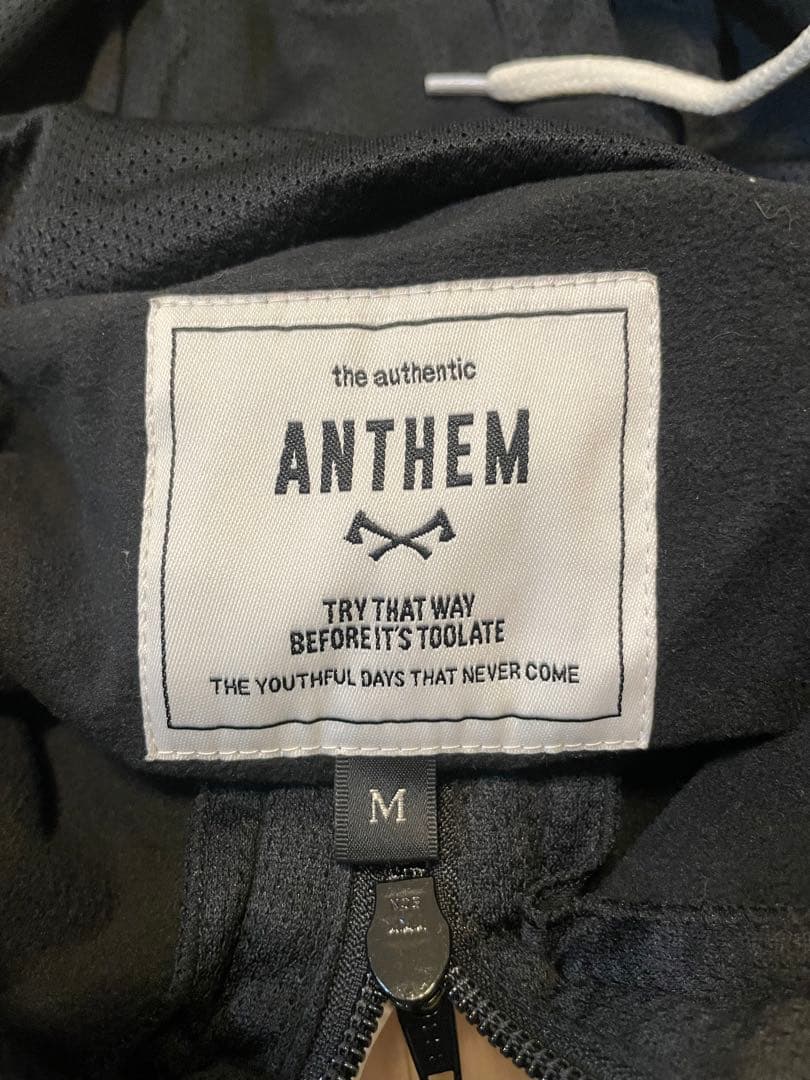 the authentic
ANTHEM
TRY THAT WAY
BEFORE IT'S TOOLATE
THE YOUTHFUL DAYS THAT NEVER COME
M